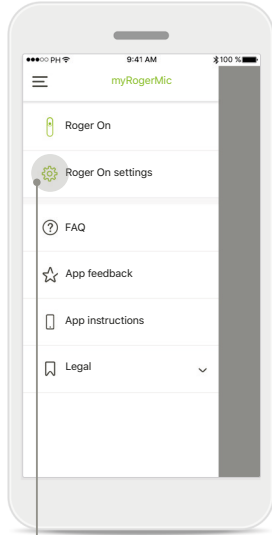 ●●●○○ PH 9:41 AM 100 %
myRogerMic
Roger On
Roger On settings
? FAQ
App feedback
App instructions
Legal